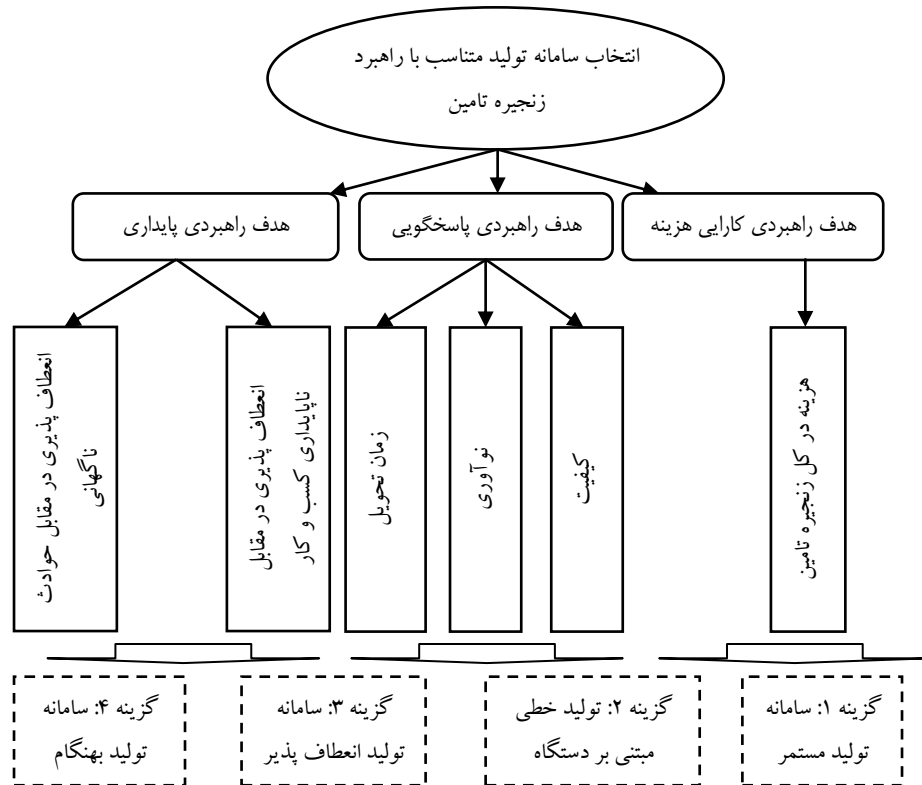 انتخاب سامانه تولید متناسب با راهبرد
زنجیره تامین
هدف راهبردی کارایی هزینه
هدف راهبردی پاسخگویی
هدف راهبردی پایداری
هزینه در کل زنجیره تامین
کیفیت
نوآوری
زمان تحویل
انعطاف پذیری در مقابل
ناپایداری کسب و کار
انعطاف پذیری در مقابل حوادث
ناگهانی
گزینه ۱: سامانه
تولید مستمر
گزینه ۲: تولید خطی
مبتنی بر دستگاه
گزینه ۳: سامانه
تولید انعطاف پذیر
گزینه ۴: سامانه
تولید بهنگام